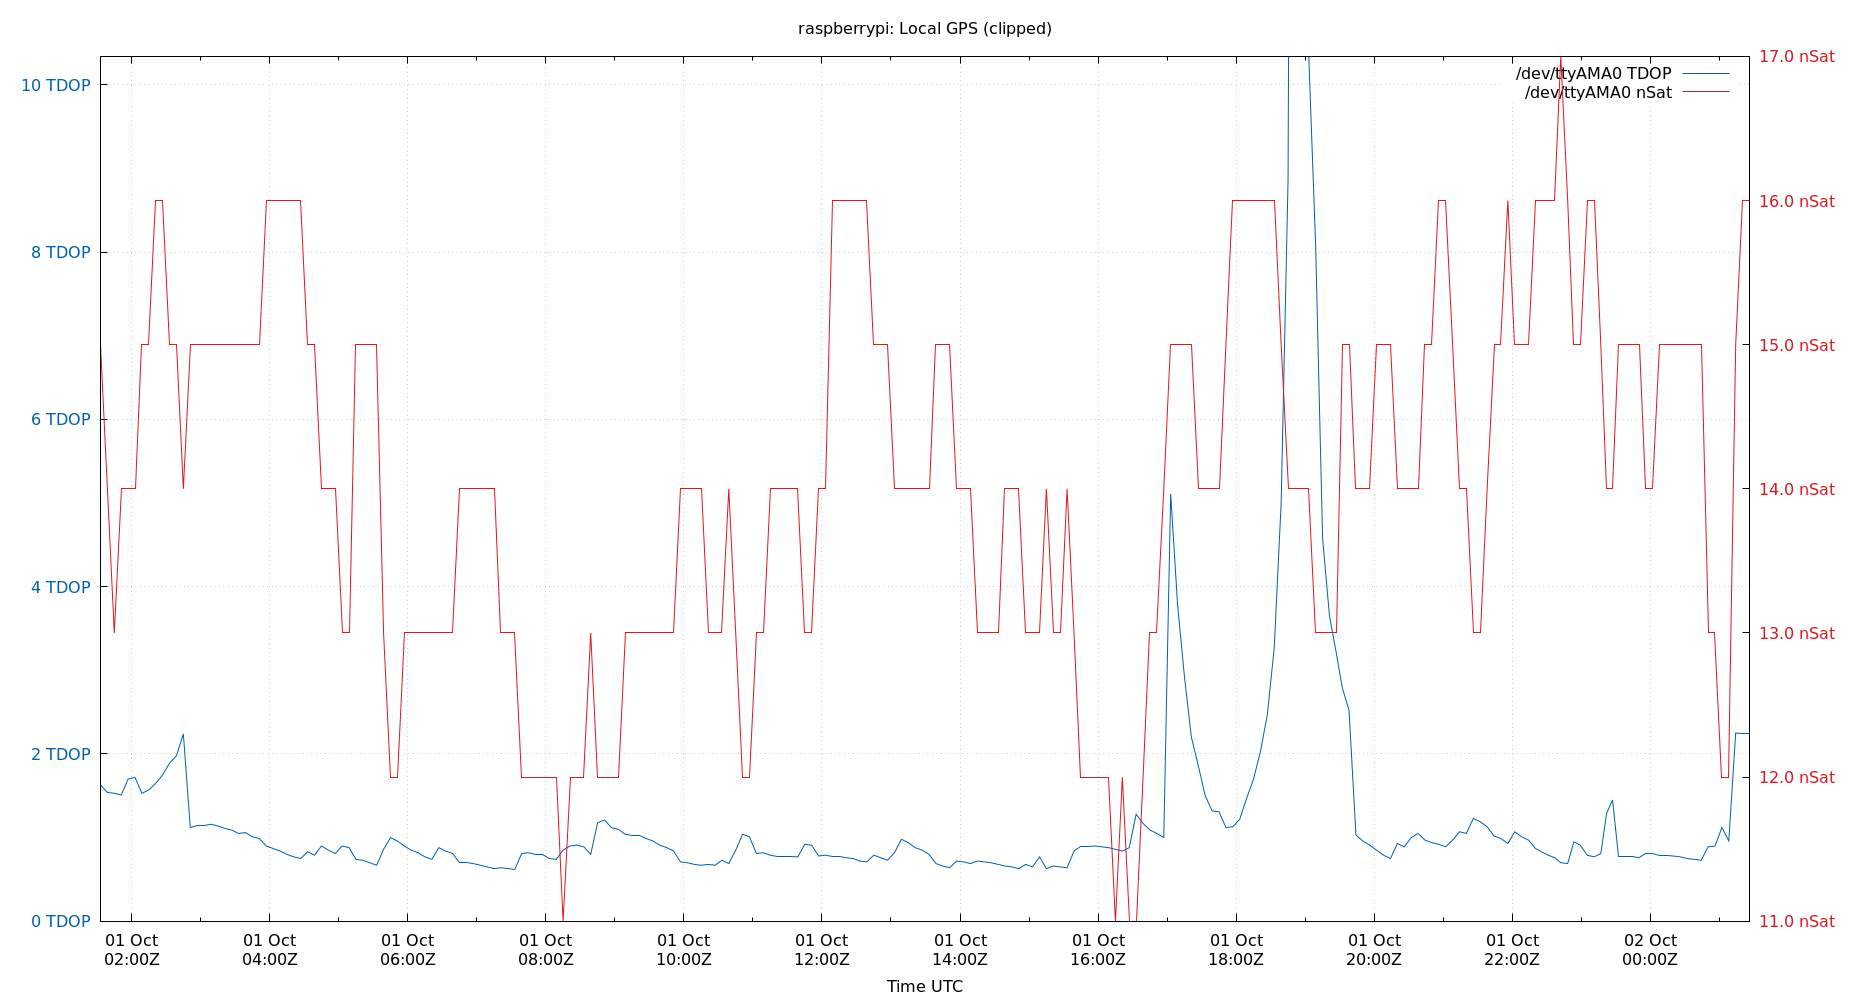 raspberrypi: Local GPS (clipped)
10 TDOP
8 TDOP
6 TDOP
4 TDOP
2 TDOP
0 TDOP
17.0 nSat
16.0 nSat
15.0 nSat
14.0 nSat
13.0 nSat
12.0 nSat
11.0 nSat
/dev/ttyAMA0 TDOP
/dev/ttyAMA0 nSat
01 Oct 01 Oct 01 Oct 01 Oct 01 Oct 01 Oct 01 Oct 01 Oct 01 Oct 01 Oct 01 Oct 02 Oct
02:00Z 04:00Z 06:00Z 08:00Z 10:00Z 12:00Z 14:00Z 16:00Z 18:00Z 20:00Z 22:00Z 00:00Z
Time UTC